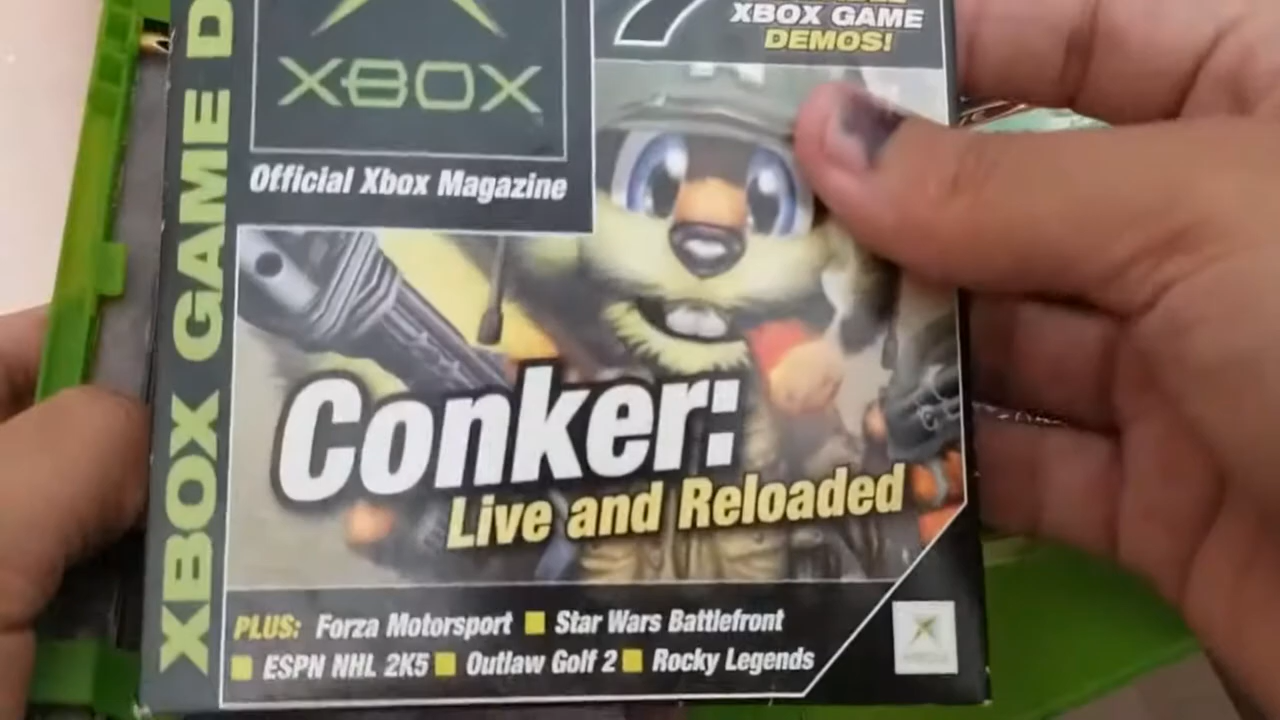 XBOX GAME D
XBOX
Official Xbox Magazine
7
XBOX GAME
DEMOS!
Conker:
Live and Reloaded
PLUS: Forza Motorsport ■ Star Wars Battlefront
■ ESPN NHL 2K5 ■ Outlaw Golf 2 ■ Rocky Legends